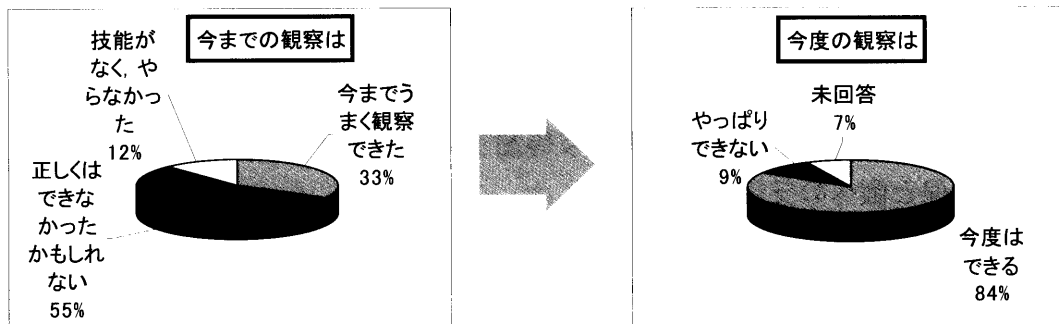 今までの観察は
技能が
なく，や
らなかっ
た
12%
今までう
まく観察
できた
33%
正しくは
できな
かった
かもしれ
ない
55%
今度の観察は
未回答
7%
やっぱり
できない
9%
今度は
できる
84%